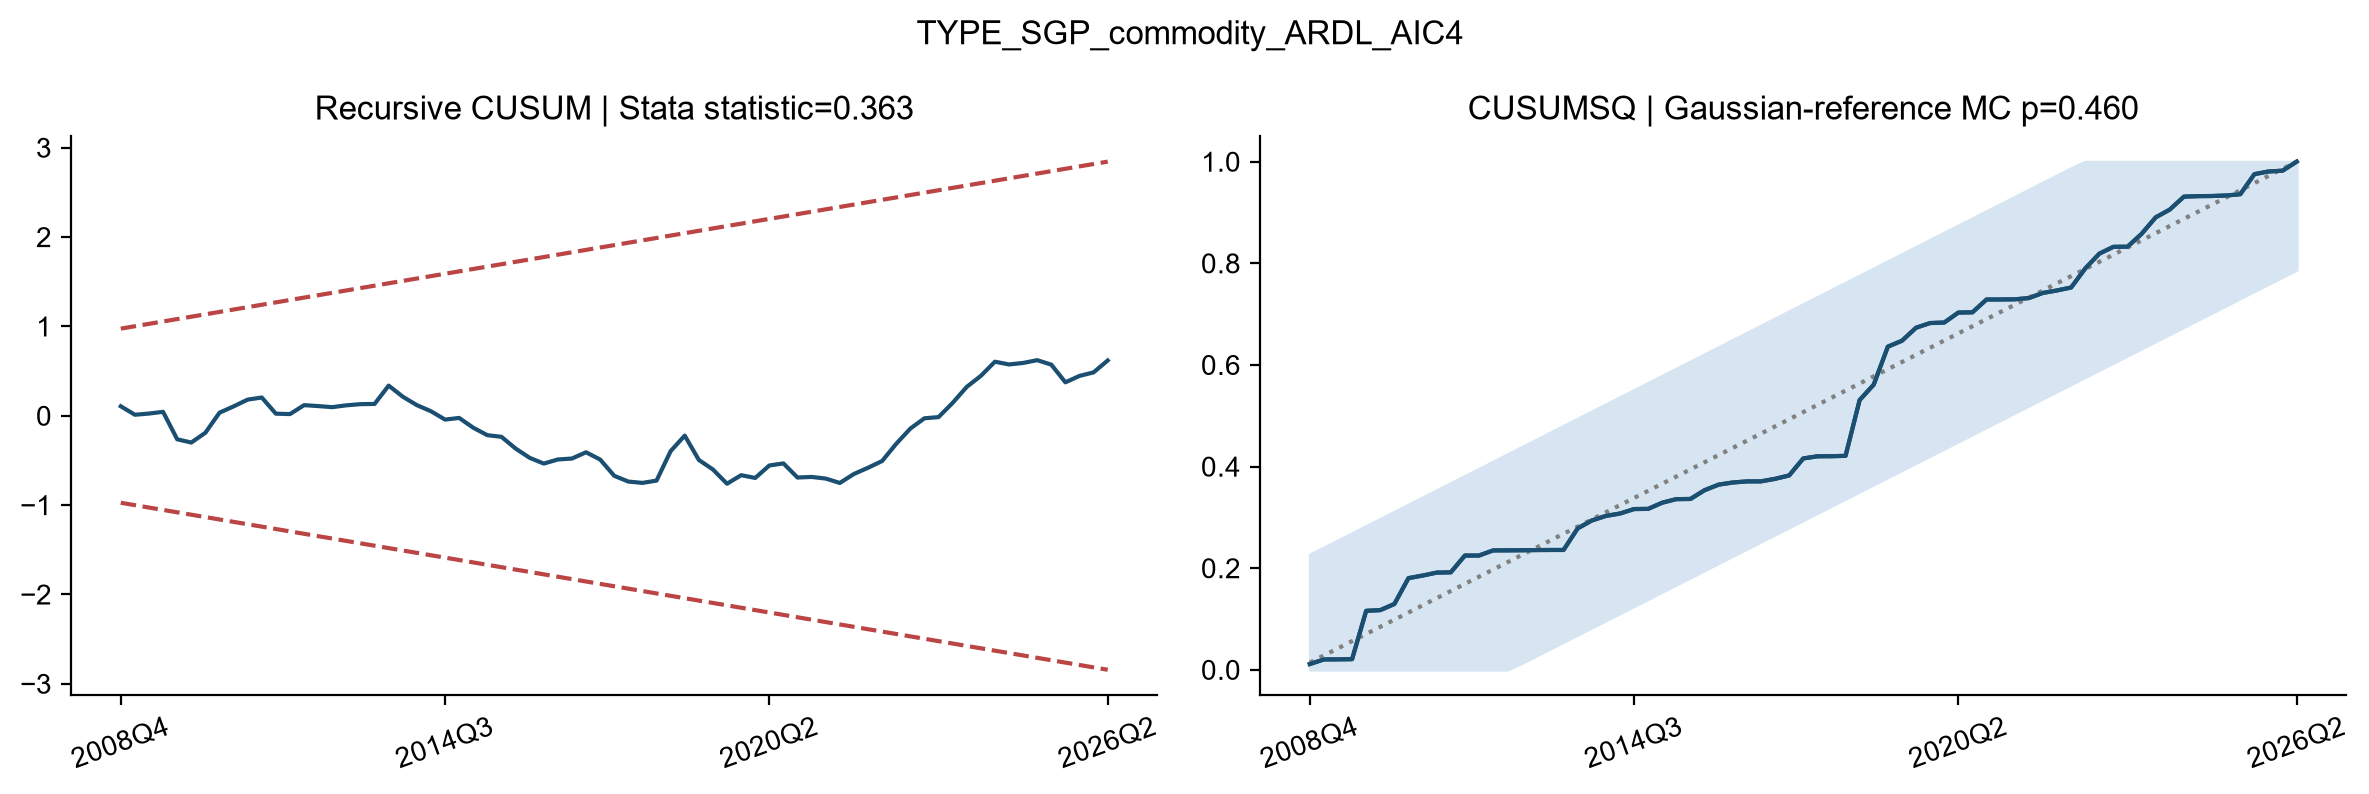 TYPE_SGP_commodity_ARDL_AIC4
Recursive CUSUM | Stata statistic=0.363
3
2
1
0
−1
−2
−3
2008Q4
2014Q3
2020Q2
2026Q2
CUSUMSQ | Gaussian-reference MC p=0.460
1.0
0.8
0.6
0.4
0.2
0.0
2008Q4
2014Q3
2020Q2
2026Q2